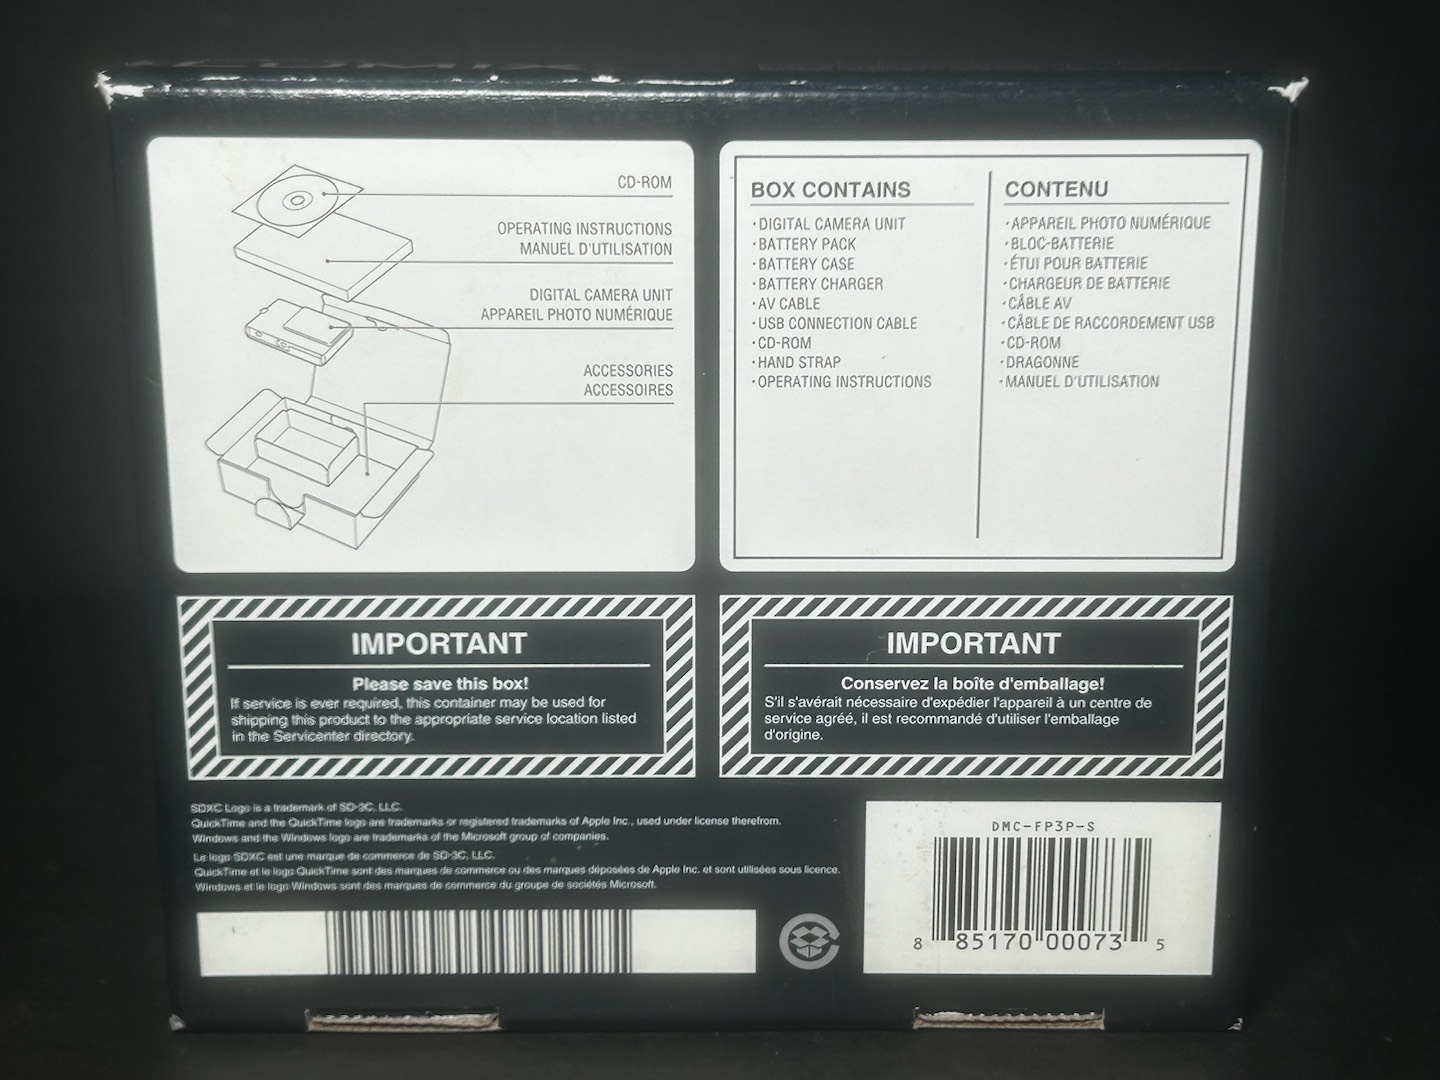 CD-ROM
OPERATING INSTRUCTIONS
MANUEL D'UTILISATION
DIGITAL CAMERA UNIT
APPAREIL PHOTO NUMÉRIQUE
ACCESSORIES
ACCESSOIRES
BOX CONTAINS
·DIGITAL CAMERA UNIT
·BATTERY PACK
·BATTERY CASE
·BATTERY CHARGER
·AV CABLE
·USB CONNECTION CABLE
·CD-ROM
·HAND STRAP
·OPERATING INSTRUCTIONS
CONTENU
·APPAREIL PHOTO NUMÉRIQUE
·BLOC-BATTERIE
·ÉTUI POUR BATTERIE
·CHARGEUR DE BATTERIE
·CÂBLE AV
·CÂBLE DE RACCORDEMENT USB
·CD-ROM
·DRAGONNE
·MANUEL D'UTILISATION
IMPORTANT
Please save this box!
If service is ever required, this container may be used for
shipping this product to the appropriate service location listed
in the Servicenter directory.
IMPORTANT
Conservez la boîte d'emballage!
S'il s'avérait nécessaire d'expédier l'appareil à un centre de
service agréé, il est recommandé d'utiliser l'emballage
d'origine.
SDXC Logo is a trademark of SD-3C, LLC.
QuickTime and the QuickTime logo are trademarks or registered trademarks of Apple Inc., used under license therefrom.
Windows and the Windows logo are trademarks of the Microsoft group of companies.
Le logo SDXC est une marque de commerce de SD-3C, LLC.
QuickTime et le logo QuickTime sont des marques de commerce ou des marques déposées de Apple Inc. et sont utilisées sous licence.
Windows et le logo Windows sont des marques de commerce du groupe de sociétés Microsoft.
DMC-FP3P-S
8 85170 00073 5